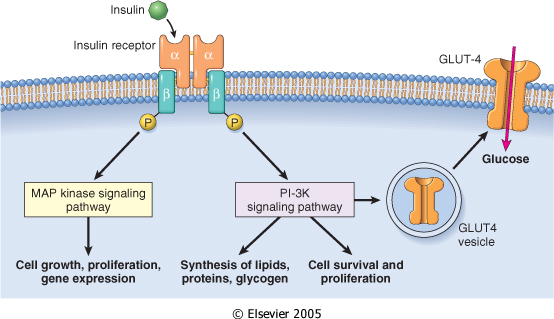 Insulin
Insulin receptor
α
α
β
β
P
P
GLUT-4
Glucose
MAP kinase signaling
pathway
PI-3K
signaling pathway
GLUT4
vesicle
Cell growth, proliferation,
gene expression
Synthesis of lipids,
proteins, glycogen
Cell survival and
proliferation
© Elsevier 2005